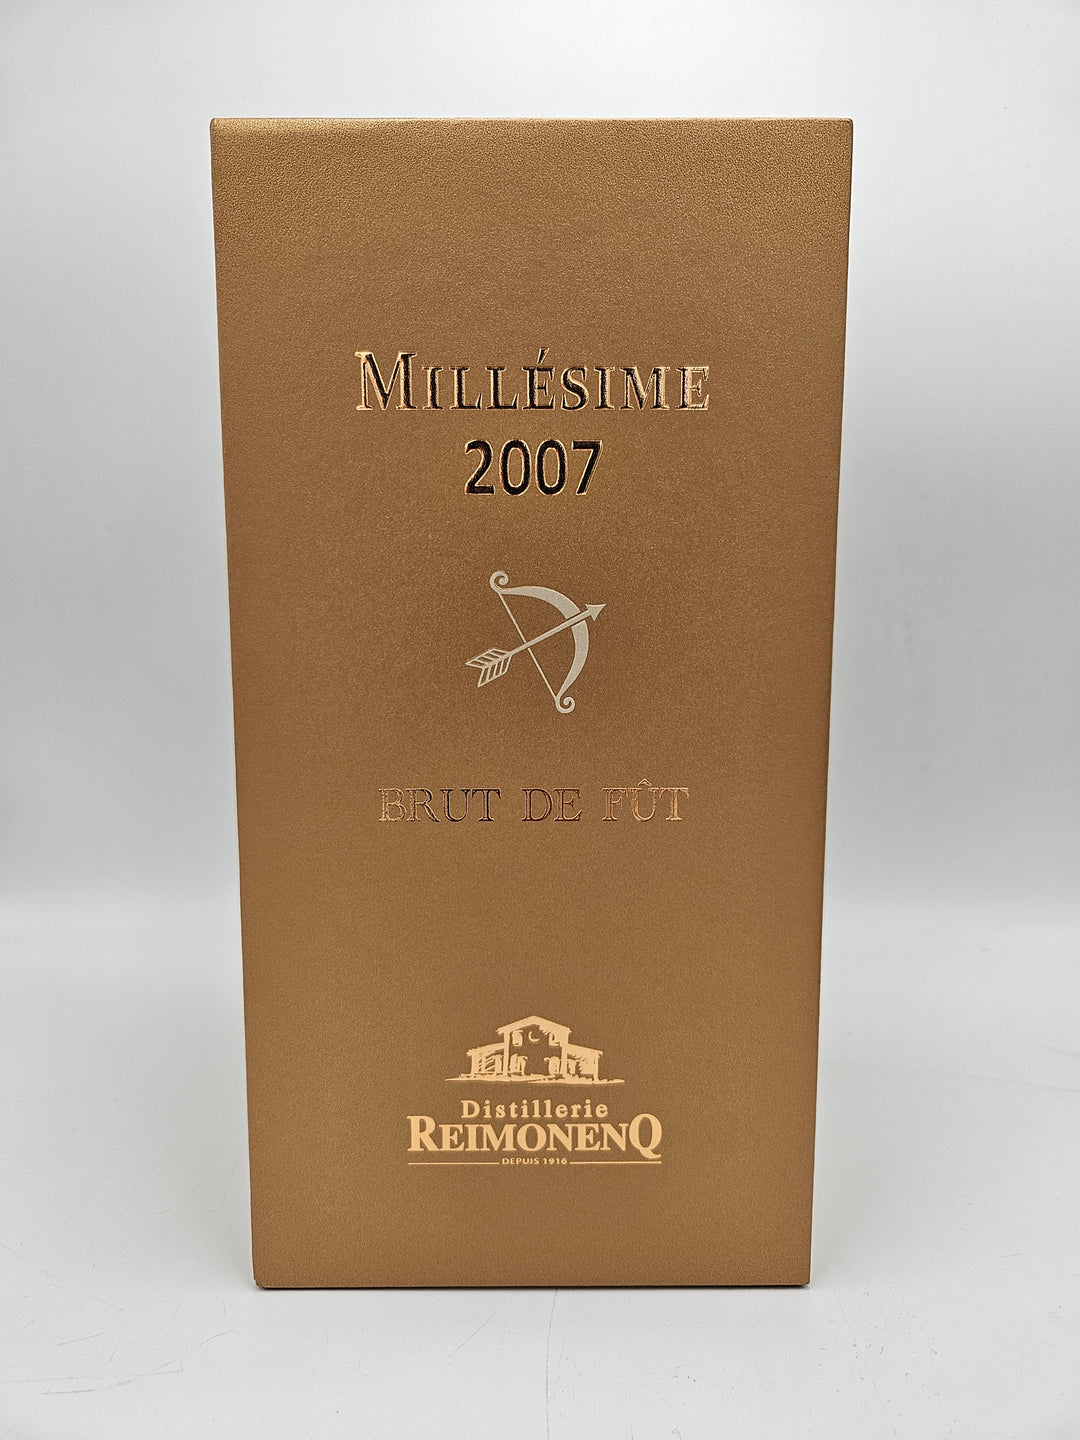 MILLÉSIME
2007
BRUT DE FÛT
Distillerie
REIMONENQ
DEPUIS 1916